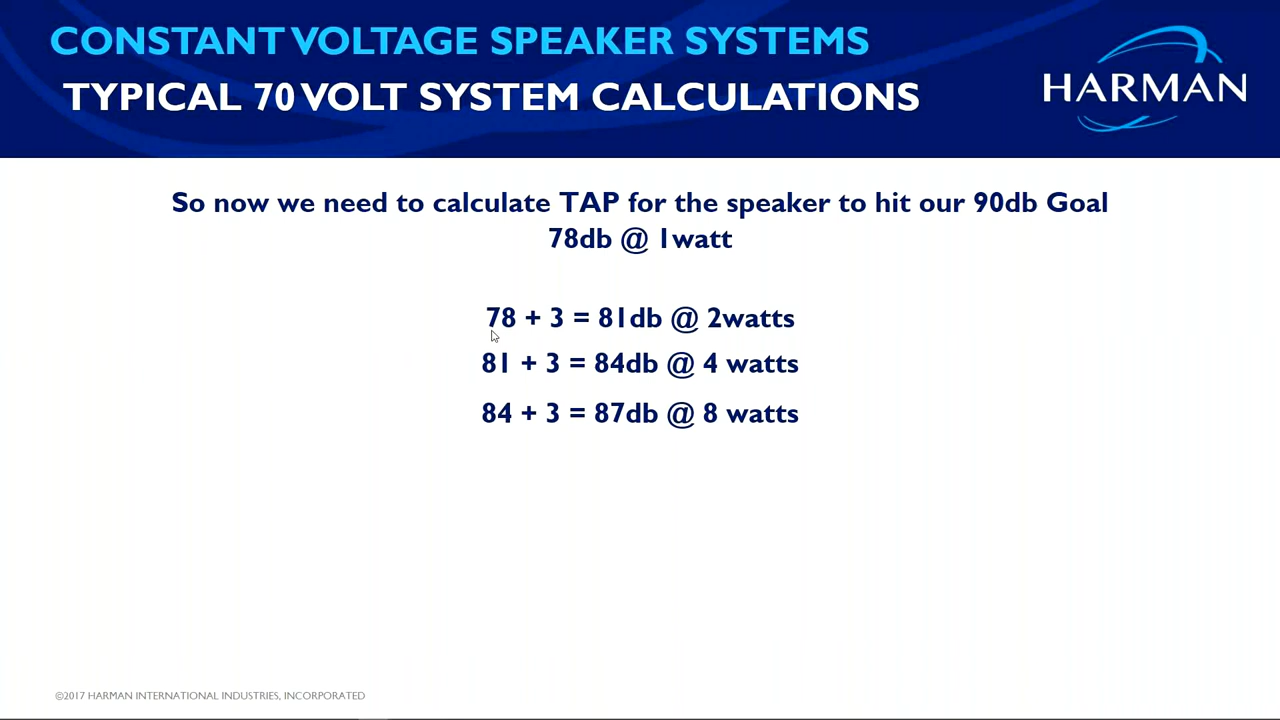 CONSTANT VOLTAGE SPEAKER SYSTEMS
TYPICAL 70 VOLT SYSTEM CALCULATIONS
HARMAN
So now we need to calculate TAP for the speaker to hit our 90db Goal
78db @ 1watt
78 + 3 = 81db @ 2watts
81 + 3 = 84db @ 4 watts
84 + 3 = 87db @ 8 watts
©2017 HARMAN INTERNATIONAL INDUSTRIES, INCORPORATED